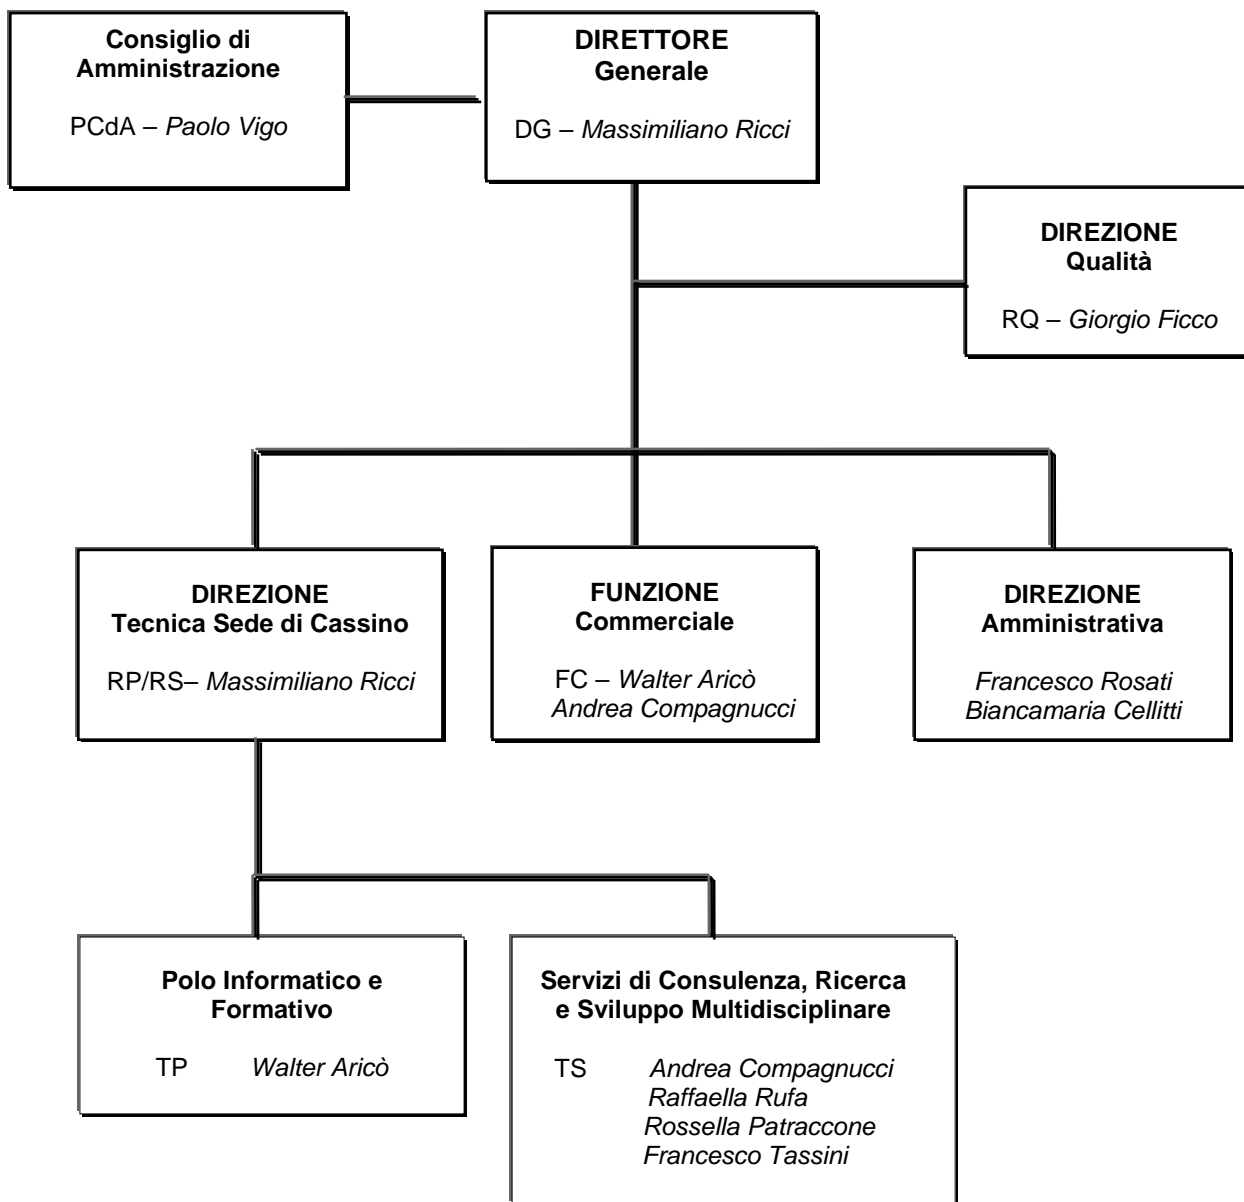 Consiglio di
Amministrazione
PCdA – Paolo Vigo
DIRETTORE
Generale
DG – Massimiliano Ricci
DIREZIONE
Qualità
RQ – Giorgio Ficco
DIREZIONE
Tecnica Sede di Cassino
RP/RS– Massimiliano Ricci
FUNZIONE
Commerciale
FC – Walter Aricò
Andrea Compagnucci
DIREZIONE
Amministrativa
Francesco Rosati
Biancamaria Cellitti
Polo Informatico e
Formativo
TP Walter Aricò
Servizi di Consulenza, Ricerca
e Sviluppo Multidisciplinare
TS Andrea Compagnucci
Raffaella Rufa
Rossella Patraccone
Francesco Tassini